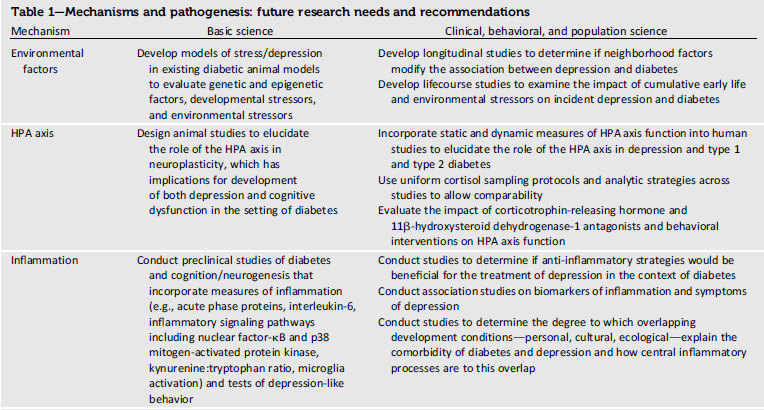 Table 1—Mechanisms and pathogenesis: future research needs and recommendations
Mechanism Basic science Clinical, behavioral, and population science
Environmental factors
Develop models of stress/depression
in existing diabetic animal models
to evaluate genetic and epigenetic
factors, developmental stressors,
and environmental stressors
Develop longitudinal studies to determine if neighborhood factors
modify the association between depression and diabetes
Develop lifecourse studies to examine the impact of cumulative early life
and environmental stressors on incident depression and diabetes
HPA axis
Design animal studies to elucidate
the role of the HPA axis in
neuroplasticity, which has
implications for development
of both depression and cognitive
dysfunction in the setting of diabetes
Incorporate static and dynamic measures of HPA axis function into human
studies to elucidate the role of the HPA axis in depression and type 1
and type 2 diabetes
Use uniform cortisol sampling protocols and analytic strategies across
studies to allow comparability
Evaluate the impact of corticotrophin-releasing hormone and
11β-hydroxysteroid dehydrogenase-1 antagonists and behavioral
interventions on HPA axis function
Inflammation
Conduct preclinical studies of diabetes
and cognition/neurogenesis that
incorporate measures of inflammation
(e.g., acute phase proteins, interleukin-6,
inflammatory signaling pathways
including nuclear factor-κB and p38
mitogen-activated protein kinase,
kynurenine:tryptophan ratio, microglia
activation) and tests of depression-like
behavior
Conduct studies to determine if anti-inflammatory strategies would be
beneficial for the treatment of depression in the context of diabetes
Conduct association studies on biomarkers of inflammation and symptoms
of depression
Conduct studies to determine the degree to which overlapping
development conditions—personal, cultural, ecological—explain the
comorbidity of diabetes and depression and how central inflammatory
processes are to this overlap